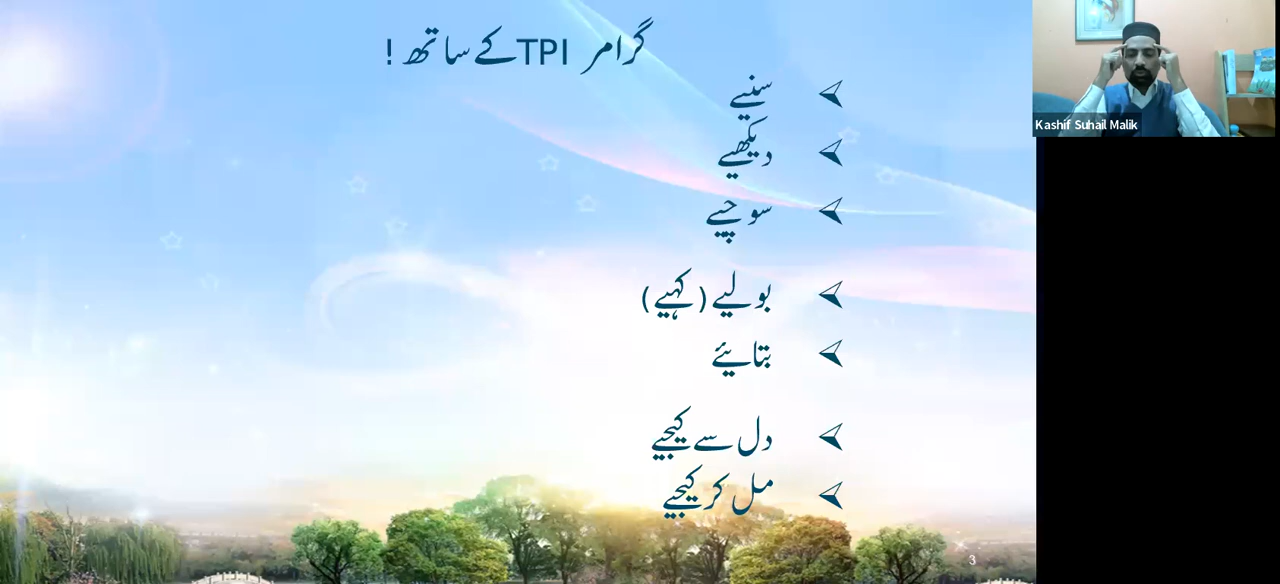 گرامر TPI کے ساتھ !
سنیے
دیکھیے
سوچیے
بولیے (کہیے)
بتایئے
دل سے کیجیے
مل کر کیجیے
3
Kashif Suhail Malik